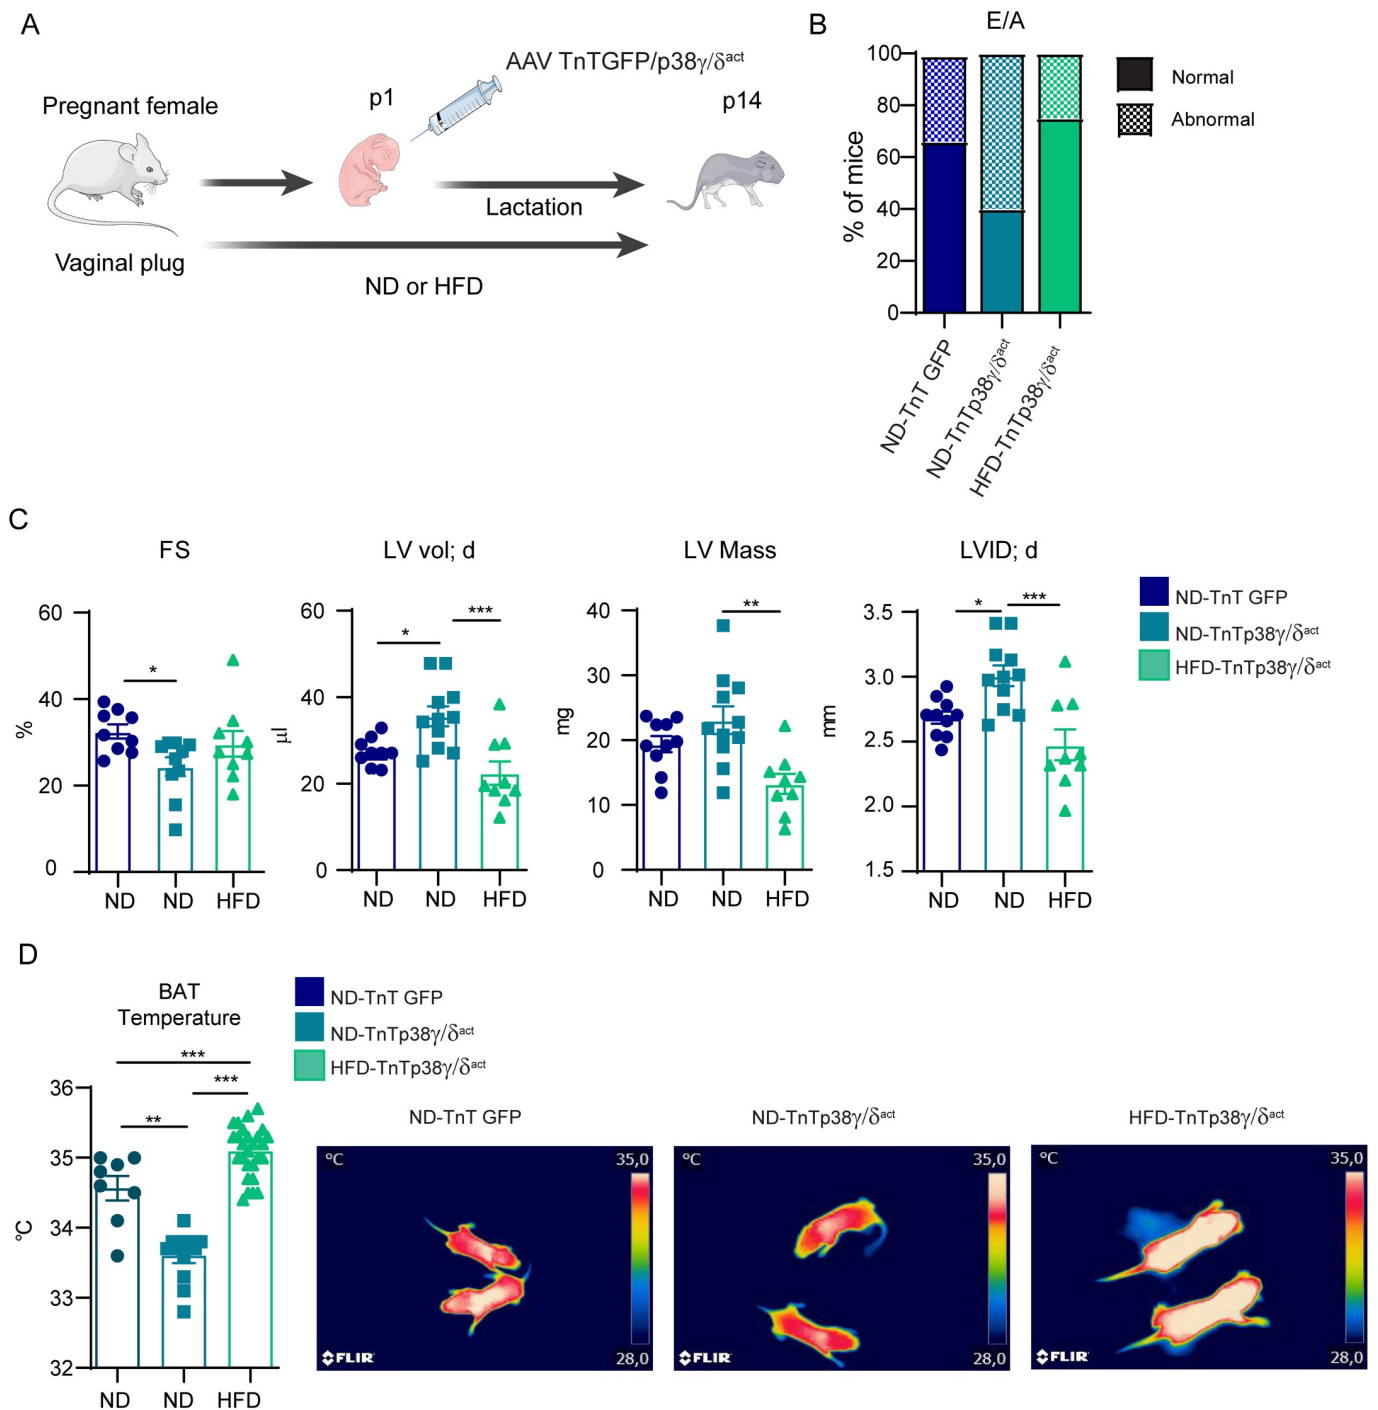 A
Pregnant female
Vaginal plug
p1
AAV TnTGFP/p38γ/δact
p14
Lactation
ND or HFD
B
E/A
% of mice
100
80
60
40
20
0
ND-TnT GFP
ND-TnTp38γ/δact
HFD-TnTp38γ/δact
Normal
Abnormal
C
FS
%
60
40
20
0
*
ND
ND
HFD
LV vol; d
µl
60
40
20
0
*
***
ND
ND
HFD
LV Mass
mg
40
30
20
10
0
**
ND
ND
HFD
LVID; d
mm
3.5
3.0
2.5
2.0
1.5
*
***
ND
ND
HFD
ND-TnT GFP
ND-TnTp38γ/δact
HFD-TnTp38γ/δact
D
BAT
Temperature
°C
36
35
34
33
32
***
***
**
ND
ND
HFD
ND-TnT GFP
ND-TnTp38γ/δact
HFD-TnTp38γ/δact
ND-TnT GFP
°C
35,0
28,0
FLIR
ND-TnTp38γ/δact
°C
35,0
28,0
FLIR
HFD-TnTp38γ/δact
°C
35,0
28,0
FLIR